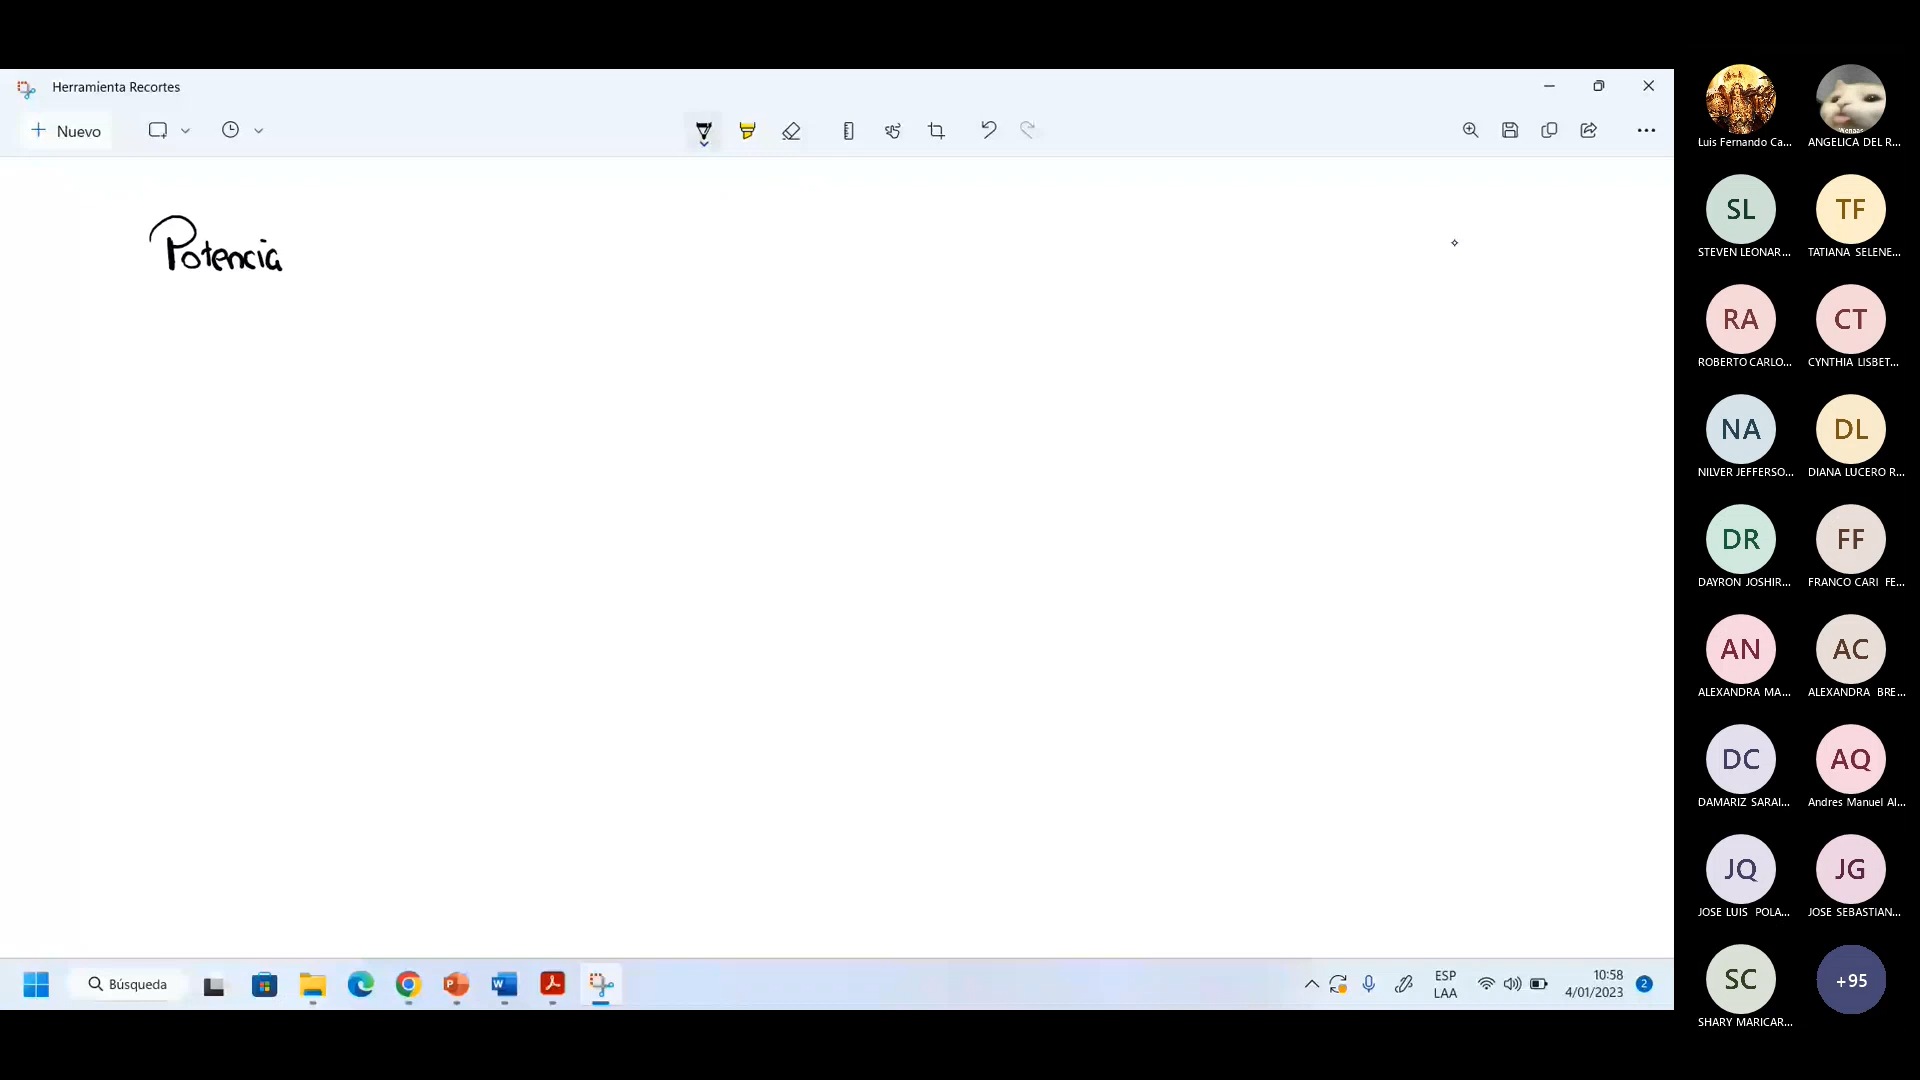 Herramienta Recortes
Nuevo
Potencia
Luis Fernando Ca...
ANGELICA DEL R...
SL
STEVEN LEONAR...
TF
TATIANA SELENE...
RA
ROBERTO CARLO...
CT
CYNTHIA LISBET...
NA
NILVER JEFFERSO...
DL
DIANA LUCERO R...
DR
DAYRON JOSHIR...
FF
FRANCO CARI FE...
AN
ALEXANDRA MA...
AC
ALEXANDRA BRE...
DC
DAMARIZ SARAI...
AQ
Andres Manuel Al...
JQ
JOSE LUIS POLA...
JG
JOSE SEBASTIAN...
SC
SHARY MARICAR...
+95
Búsqueda
ESP
LAA
10:58
4/01/2023
2